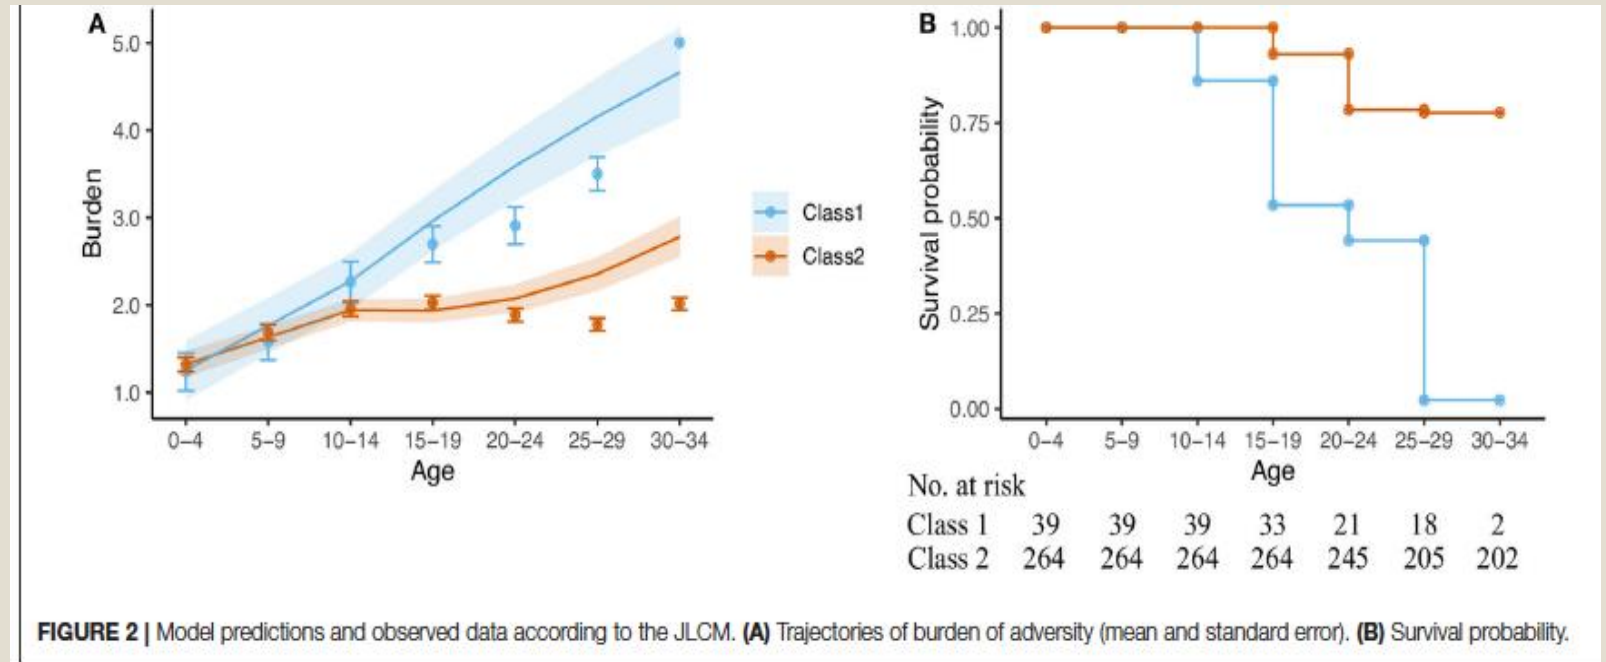 A
5.0
4.0
3.0
2.0
1.0
Burden
0–4 5–9 10–14 15–19 20–24 25–29 30–34
Age
Class1
Class2
B
1.00
0.75
0.50
0.25
0.00
Survival probability
0–4 5–9 10–14 15–19 20–24 25–29 30–34
Age
No. at risk
Class 1 39 39 39 33 21 18 2
Class 2 264 264 264 264 245 205 202
FIGURE 2 | Model predictions and observed data according to the JLCM. (A) Trajectories of burden of adversity (mean and standard error). (B) Survival probability.